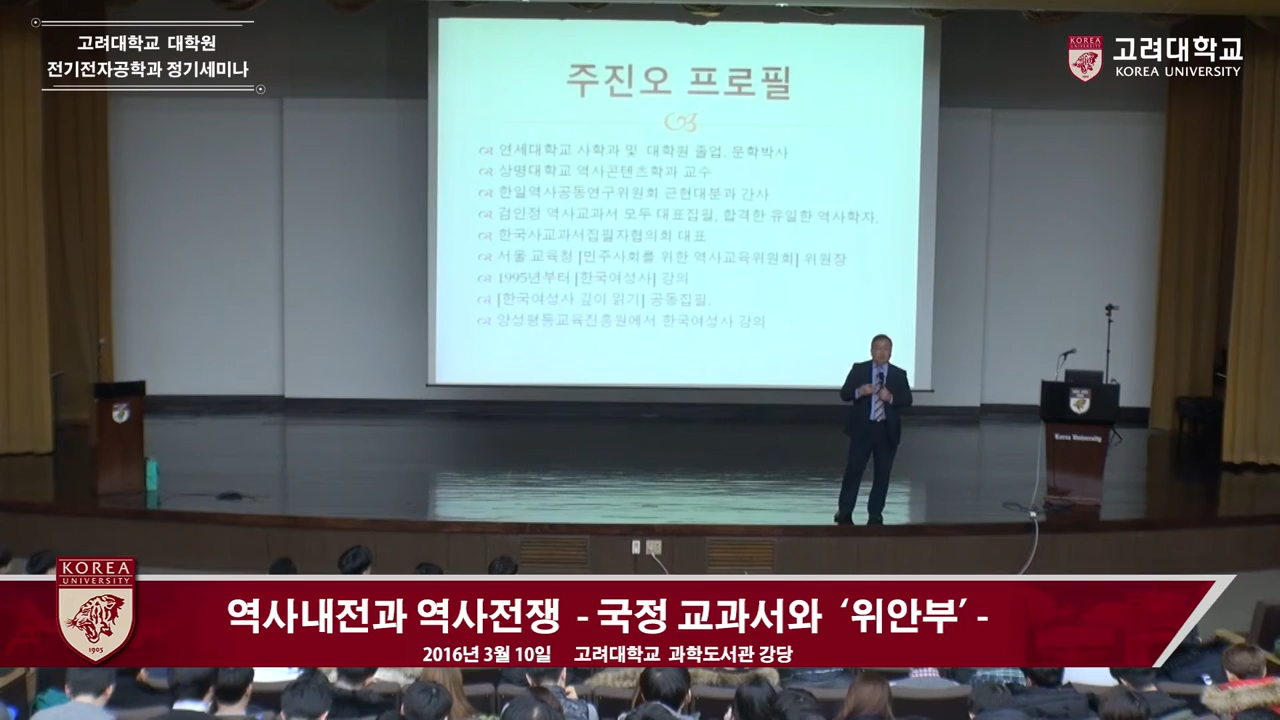 고려대학교 대학원
전기전자공학과 정기세미나
KOREA
고려대학교
KOREA UNIVERSITY
주진오 프로필
연세대학교 사학과 및 대학원 졸업. 문학박사
상명대학교 역사콘텐츠학과 교수
한일역사공동연구위원회 근현대분과 간사
검인정 역사교과서 모두 대표집필, 합격한 유일한 역사학자.
한국사교과서집필자협의회 대표
서울 교육청 [민주사회를 위한 역사교육위원회] 위원장
1995년부터 [한국여성사] 강의
[한국여성사 깊이 읽기] 공동집필.
양성평등교육진흥원에서 한국여성사 강의
Korea University
KOREA
UNIVERSITY
1905
역사내전과 역사전쟁 - 국정 교과서와 ‘위안부’ -
2016년 3월 10일 고려대학교 과학도서관 강당